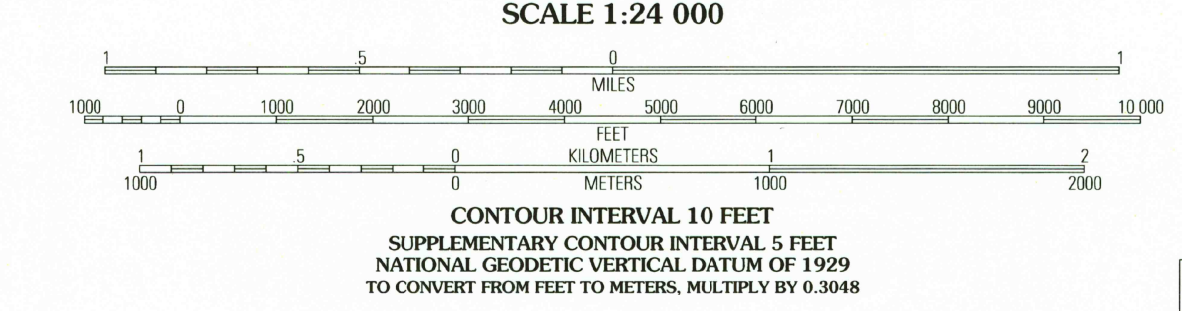 SCALE 1:24 000
1 .5 0 1
MILES
1000 0 1000 2000 3000 4000 5000 6000 7000 8000 9000 10 000
FEET
1 .5 0 KILOMETERS 1 2
1000 0 METERS 1000 2000
CONTOUR INTERVAL 10 FEET
SUPPLEMENTARY CONTOUR INTERVAL 5 FEET
NATIONAL GEODETIC VERTICAL DATUM OF 1929
TO CONVERT FROM FEET TO METERS, MULTIPLY BY 0.3048